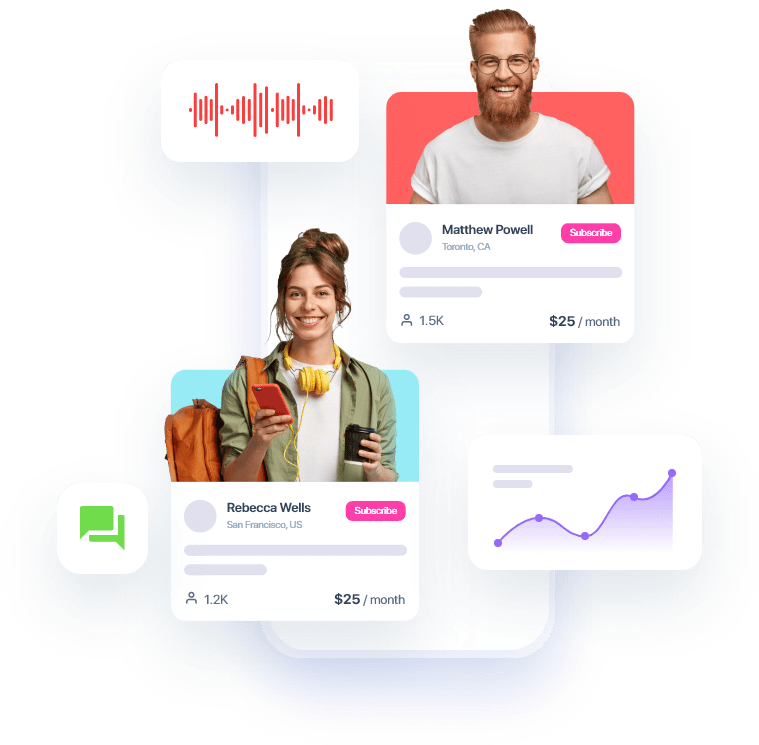 Matthew Powell
Subscribe
Toronto, CA
1.5K
$25 / month
Rebecca Wells
Subscribe
San Francisco, US
1.2K
$25 / month